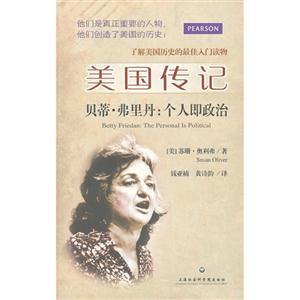 他们是真正重要的人物，
他们创造了美国的历史！
PEARSON
了解美国历史的最佳入门读物
美国传记
贝蒂·弗里丹：个人即政治
Betty Friedan: The Personal Is Political
[美] 苏珊·奥利弗／著
Susan Oliver
钱亚楠 黄诗韵／译
上海社会科学院出版社